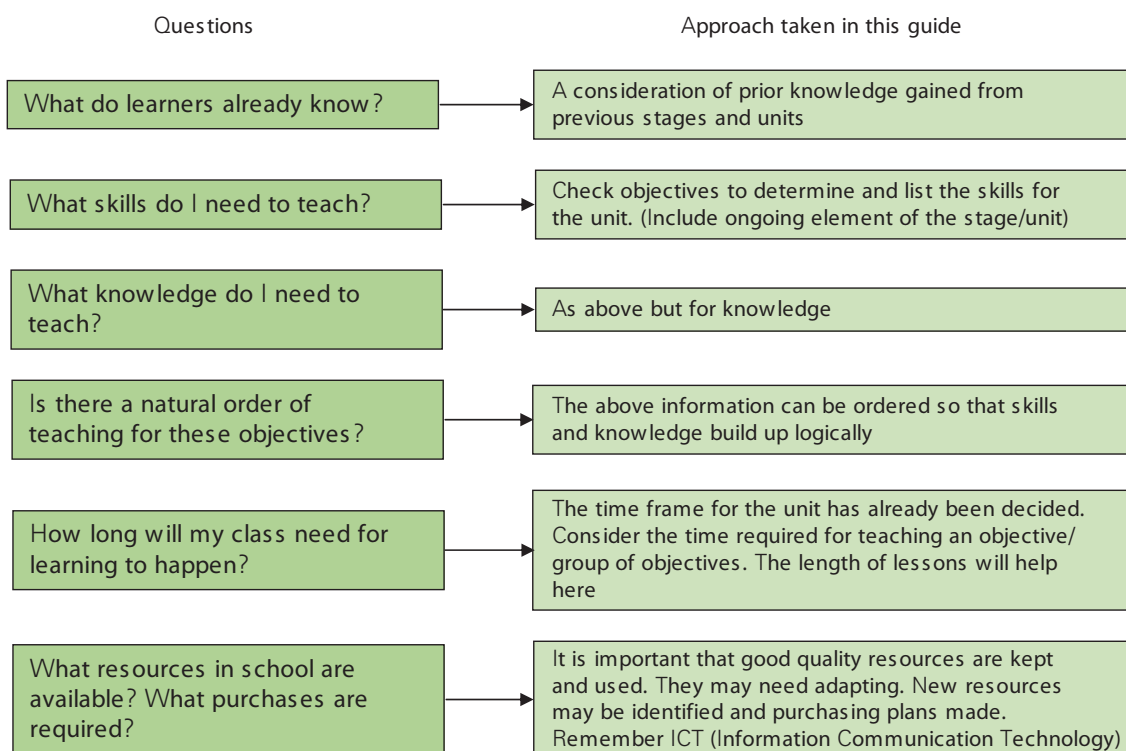 Questions
Approach taken in this guide
What do learners already know?
A consideration of prior knowledge gained from
previous stages and units
What skills do I need to teach?
Check objectives to determine and list the skills for
the unit. (Include ongoing element of the stage/unit)
What knowledge do I need to
teach?
As above but for knowledge
Is there a natural order of
teaching for these objectives?
The above information can be ordered so that skills
and knowledge build up logically
How long will my class need for
learning to happen?
The time frame for the unit has already been decided.
Consider the time required for teaching an objective/
group of objectives. The length of lessons will help
here
What resources in school are
available? What purchases are
required?
It is important that good quality resources are kept
and used. They may need adapting. New resources
may be identified and purchasing plans made.
Remember ICT (Information Communication Technology)